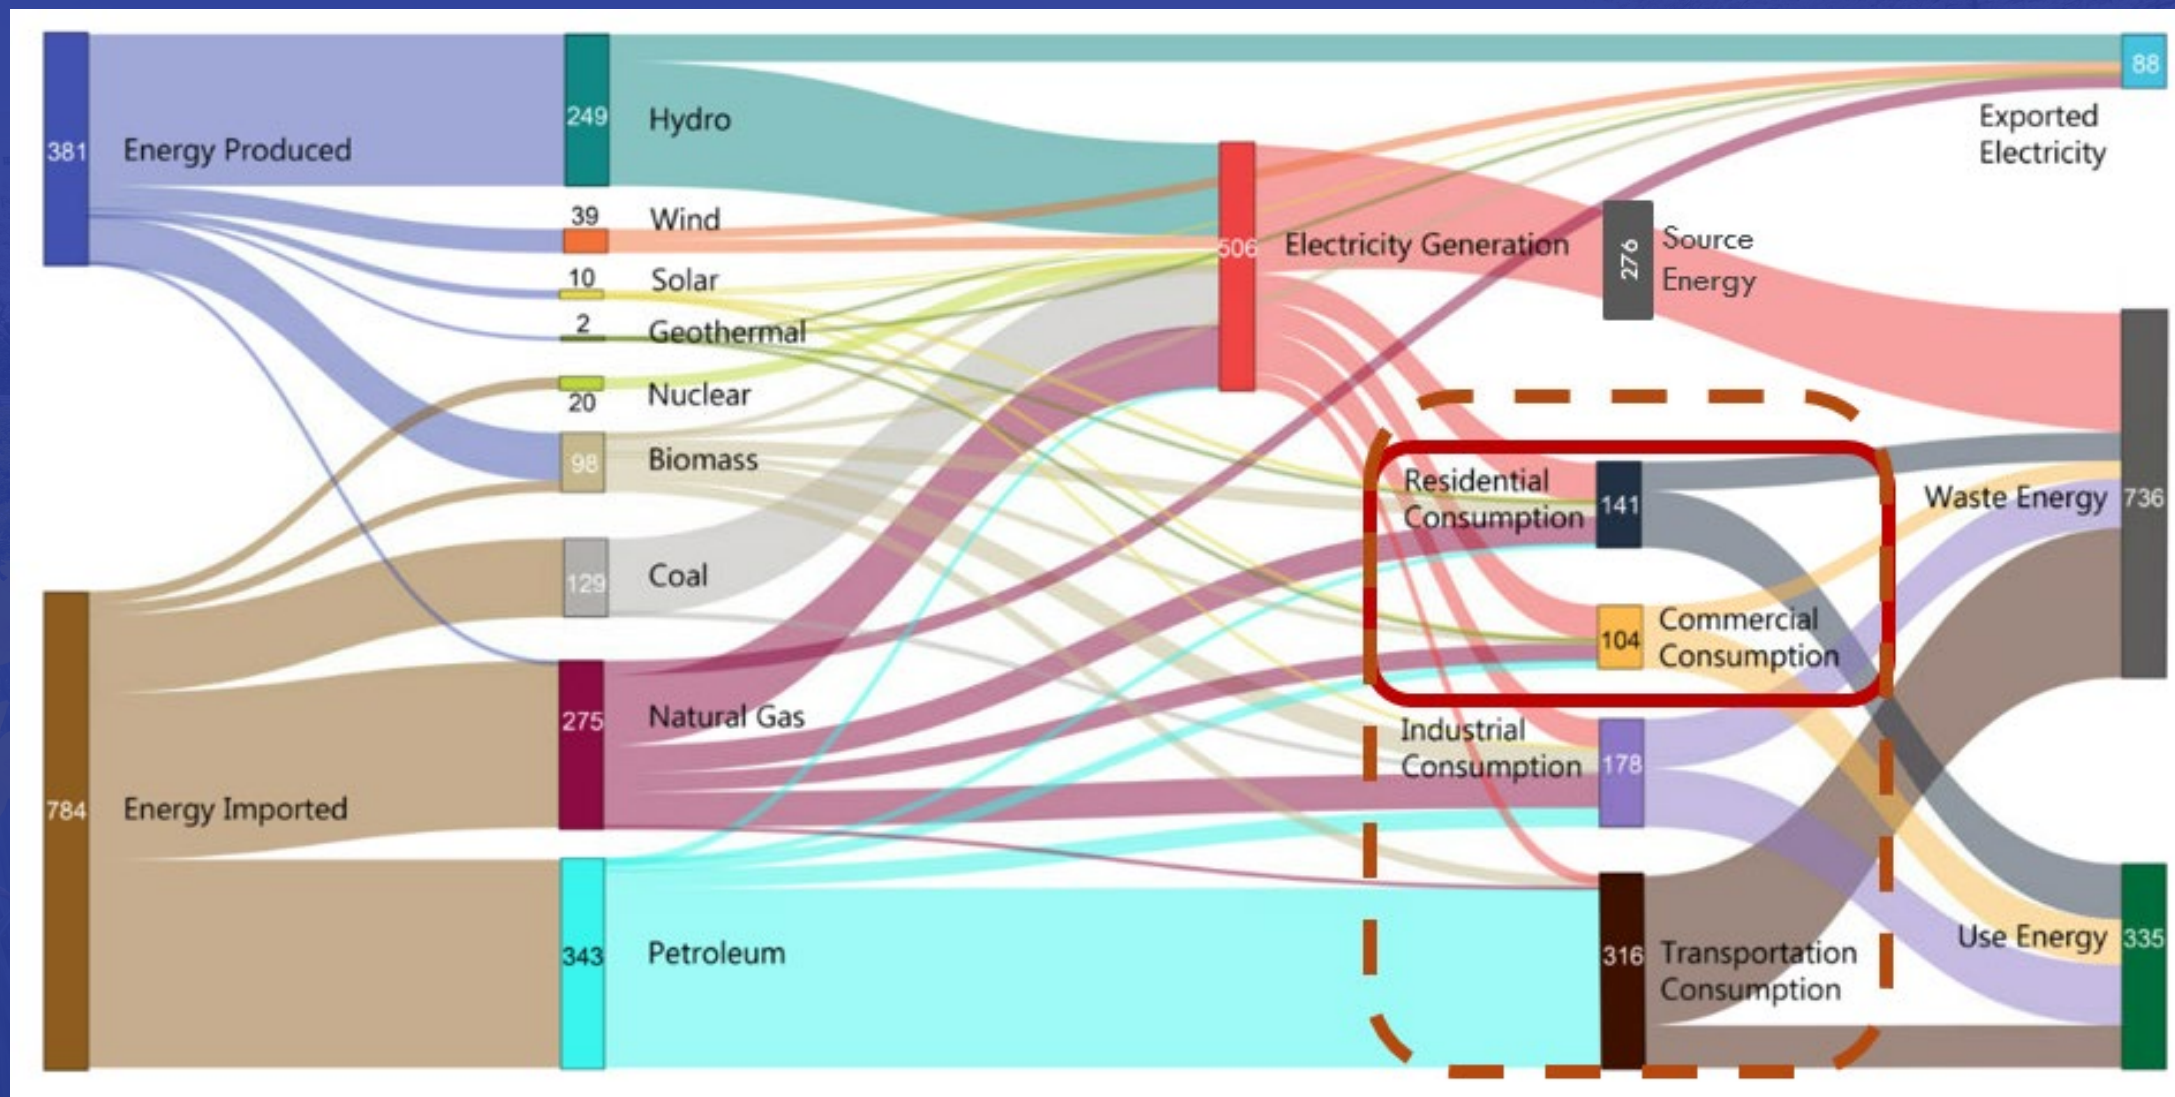 381
Energy Produced
784
Energy Imported
249
Hydro
39
Wind
10
Solar
2
Geothermal
20
Nuclear
98
Biomass
129
Coal
275
Natural Gas
343
Petroleum
506
Electricity Generation
276
Source
Energy
Residential
Consumption
141
104
Commercial
Consumption
Industrial
Consumption
178
316
Transportation
Consumption
88
Exported
Electricity
Waste Energy
736
Use Energy
335